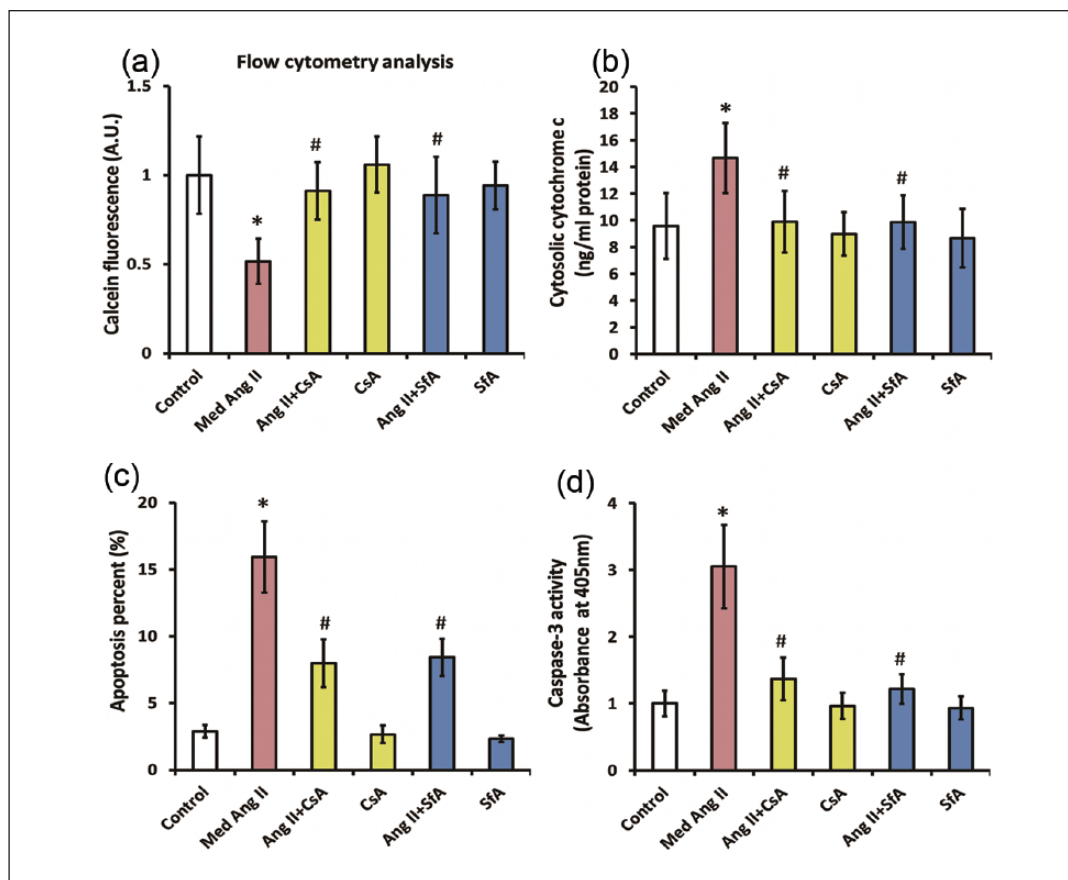 (a)
Flow cytometry analysis
Calcein fluorescence (A.U.)
1.5
1
0.5
0
*
#
#
Control
Med Ang II
Ang II+CsA
CsA
Ang II+SfA
SfA
(b)
Cytosolic cytochrome c
(ng/ml protein)
20
18
16
14
12
10
8
6
4
2
0
*
#
#
Control
Med Ang II
Ang II+CsA
CsA
Ang II+SfA
SfA
(c)
Apoptosis percent (%)
20
15
10
5
0
*
#
#
Control
Med Ang II
Ang II+CsA
CsA
Ang II+SfA
SfA
(d)
Caspase-3 activity
(Absorbance at 405nm)
4
3
2
1
0
*
#
#
Control
Med Ang II
Ang II+CsA
CsA
Ang II+SfA
SfA